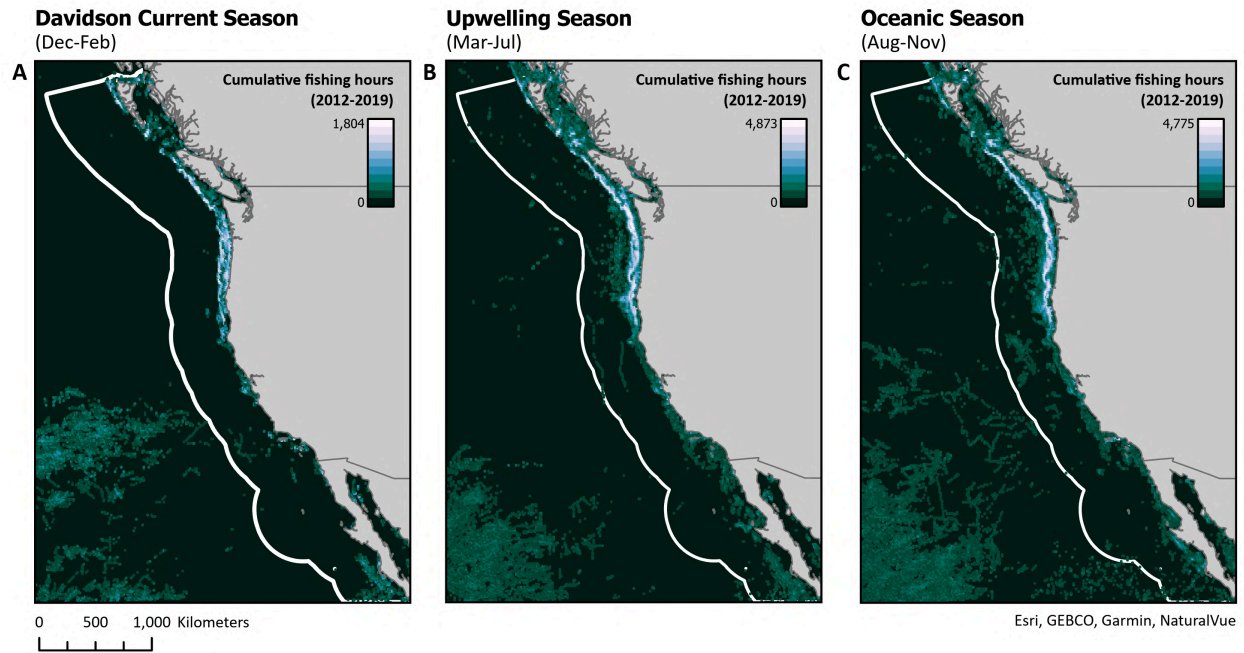 Davidson Current Season
(Dec-Feb)
A
Cumulative fishing hours
(2012-2019)
1,804
0
Upwelling Season
(Mar-Jul)
B
Cumulative fishing hours
(2012-2019)
4,873
0
Oceanic Season
(Aug-Nov)
C
Cumulative fishing hours
(2012-2019)
4,775
0
0 500 1,000 Kilometers
Esri, GEBCO, Garmin, NaturalVue